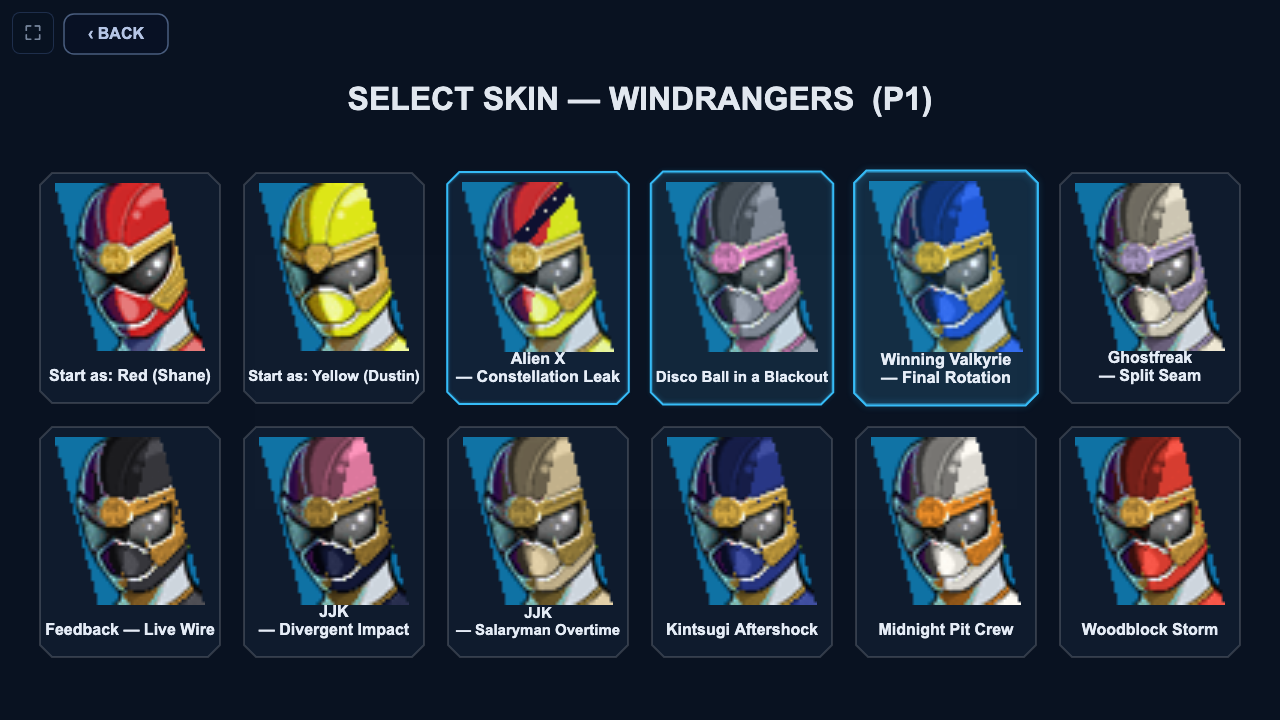 ‹ BACK
SELECT SKIN — WINDRANGERS (P1)
Start as: Red (Shane)
Start as: Yellow (Dustin)
Alien X
— Constellation Leak
Disco Ball in a Blackout
Winning Valkyrie
— Final Rotation
Ghostfreak
— Split Seam
Feedback — Live Wire
JJK
— Divergent Impact
JJK
— Salaryman Overtime
Kintsugi Aftershock
Midnight Pit Crew
Woodblock Storm